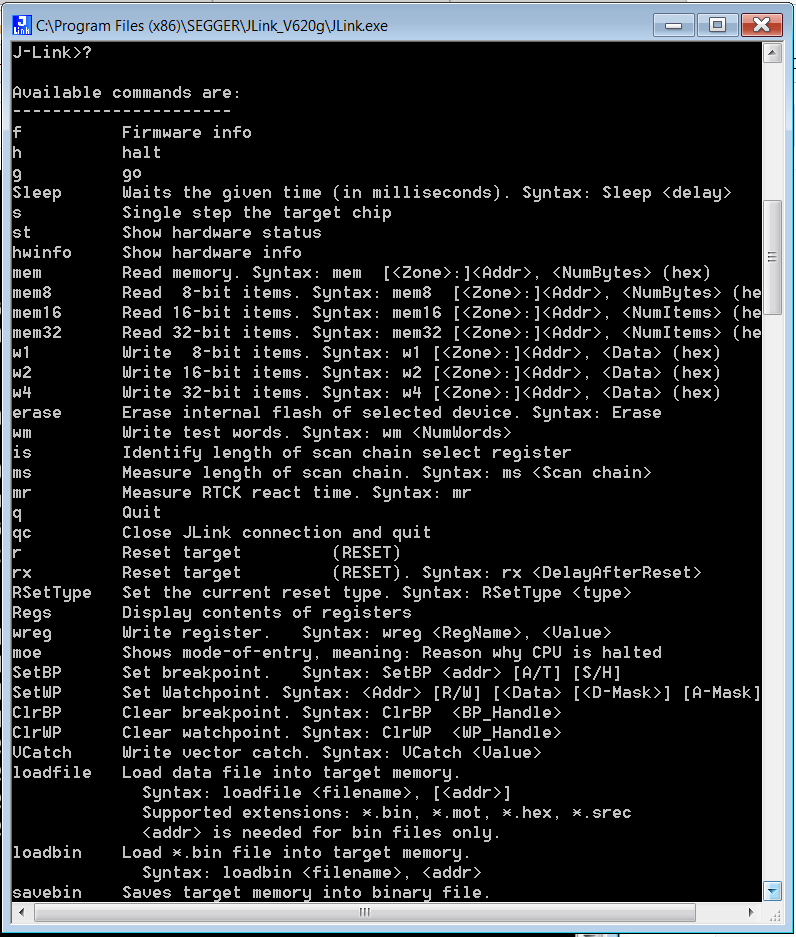 C:\Program Files (x86)\SEGGER\JLink_V620g\JLink.exe
J-Link>?
Available commands are:
----------------------
f          Firmware info
h          halt
g          go
Sleep      Waits the given time (in milliseconds). Syntax: Sleep <delay>
s          Single step the target chip
st         Show hardware status
hwinfo     Show hardware info
mem        Read memory. Syntax: mem  [<Zone>:]<Addr>, <NumBytes> (hex)
mem8       Read  8-bit items. Syntax: mem8  [<Zone>:]<Addr>, <NumBytes> (he
mem16      Read 16-bit items. Syntax: mem16 [<Zone>:]<Addr>, <NumItems> (he
mem32      Read 32-bit items. Syntax: mem32 [<Zone>:]<Addr>, <NumItems> (he
w1         Write  8-bit items. Syntax: w1 [<Zone>:]<Addr>, <Data> (hex)
w2         Write 16-bit items. Syntax: w2 [<Zone>:]<Addr>, <Data> (hex)
w4         Write 32-bit items. Syntax: w4 [<Zone>:]<Addr>, <Data> (hex)
erase      Erase internal flash of selected device. Syntax: Erase
wm         Write test words. Syntax: wm <NumWords>
is         Identify length of scan chain select register
ms         Measure length of scan chain. Syntax: ms <Scan chain>
mr         Measure RTCK react time. Syntax: mr
q          Quit
qc         Close JLink connection and quit
r          Reset target         (RESET)
rx         Reset target         (RESET). Syntax: rx <DelayAfterReset>
RSetType   Set the current reset type. Syntax: RSetType <type>
Regs       Display contents of registers
wreg       Write register.   Syntax: wreg <RegName>, <Value>
moe        Shows mode-of-entry, meaning: Reason why CPU is halted
SetBP      Set breakpoint.   Syntax: SetBP <addr> [A/T] [S/H]
SetWP      Set Watchpoint. Syntax: <Addr> [R/W] [<Data> [<D-Mask>] [A-Mask]
ClrBP      Clear breakpoint. Syntax: ClrBP  <BP_Handle>
ClrWP      Clear watchpoint. Syntax: ClrWP  <WP_Handle>
VCatch     Write vector catch. Syntax: VCatch <Value>
loadfile   Load data file into target memory.
Syntax: loadfile <filename>, [<addr>]
Supported extensions: *.bin, *.mot, *.hex, *.srec
<addr> is needed for bin files only.
loadbin    Load *.bin file into target memory.
Syntax: loadbin <filename>, <addr>
savebin    Saves target memory into binary file.